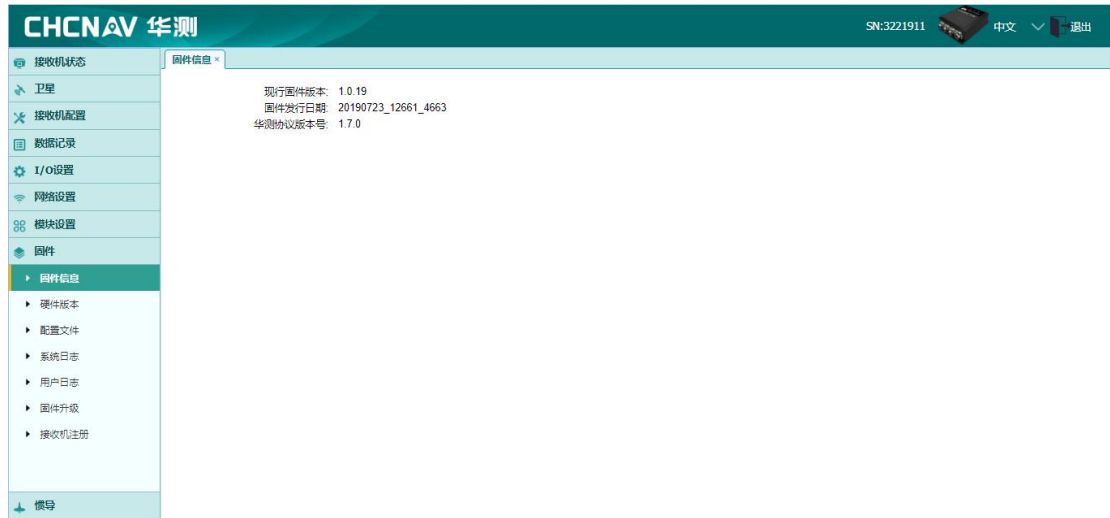 CHCNAV 华测
SN:3221911
中文
退出
接收机状态
卫星
接收机配置
数据记录
I/O设置
网络设置
模块设置
固件
固件信息
硬件版本
配置文件
系统日志
用户日志
固件升级
接收机注册
惯导
固件信息 ×
现行固件版本: 1.0.19
固件发行日期: 20190723_12661_4663
华测协议版本号: 1.7.0